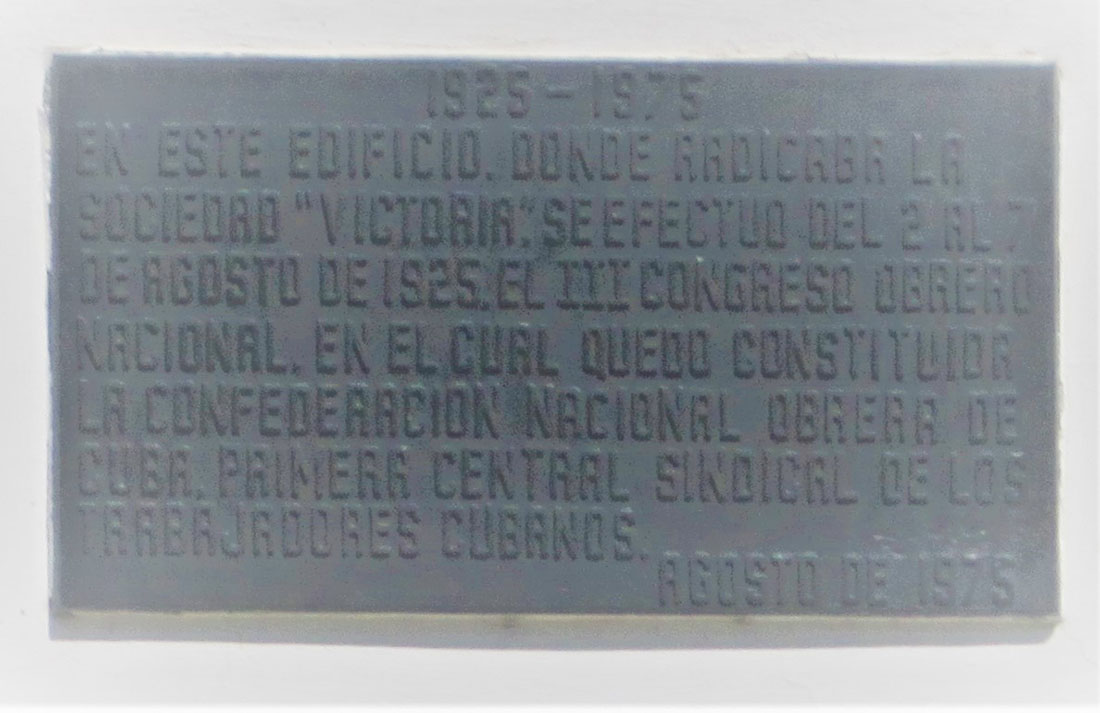 1925-1975
EN ESTE EDIFICIO, DONDE RADICABA LA
SOCIEDAD "VICTORIA", SE EFECTUO DEL 2 AL 7
DE AGOSTO DE 1925, EL III CONGRESO OBRERO
NACIONAL, EN EL CUAL QUEDO CONSTITUIDA
LA CONFEDERACION NACIONAL OBRERA DE
CUBA, PRIMERA CENTRAL SINDICAL DE LOS
TRABAJADORES CUBANOS.
AGOSTO DE 1975